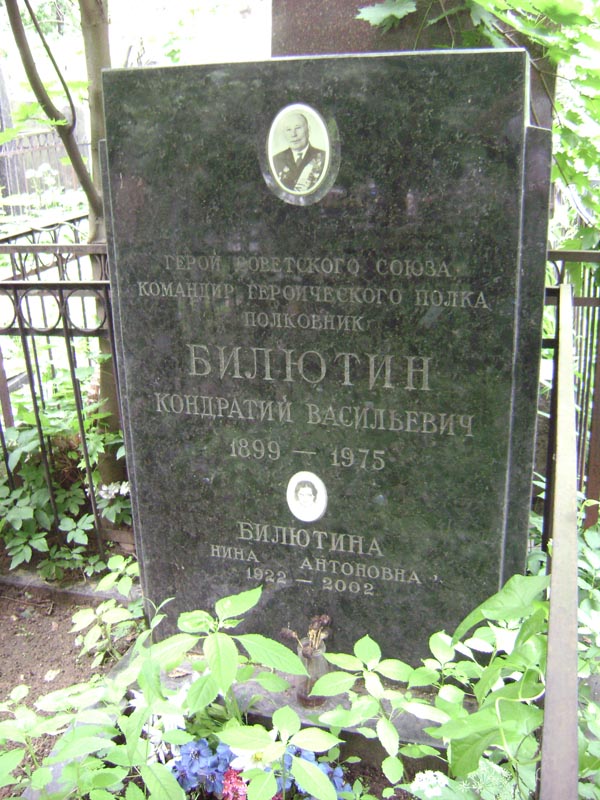 ГЕРОЙ СОВЕТСКОГО СОЮЗА,
КОМАНДИР ГЕРОИЧЕСКОГО ПОЛКА
ПОЛКОВНИК
БИЛЮТИН
КОНДРАТИЙ ВАСИЛЬЕВИЧ
1899 — 1975
БИЛЮТИНА
НИНА АНТОНОВНА
1922 — 2002